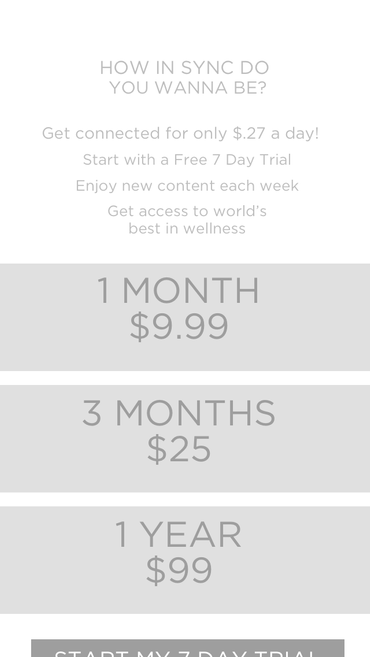 HOW IN SYNC DO
YOU WANNA BE?
Get connected for only $.27 a day!
Start with a Free 7 Day Trial
Enjoy new content each week
Get access to world's
best in wellness
1 MONTH
$9.99
3 MONTHS
$25
1 YEAR
$99
START MY 7 DAY TRIAL